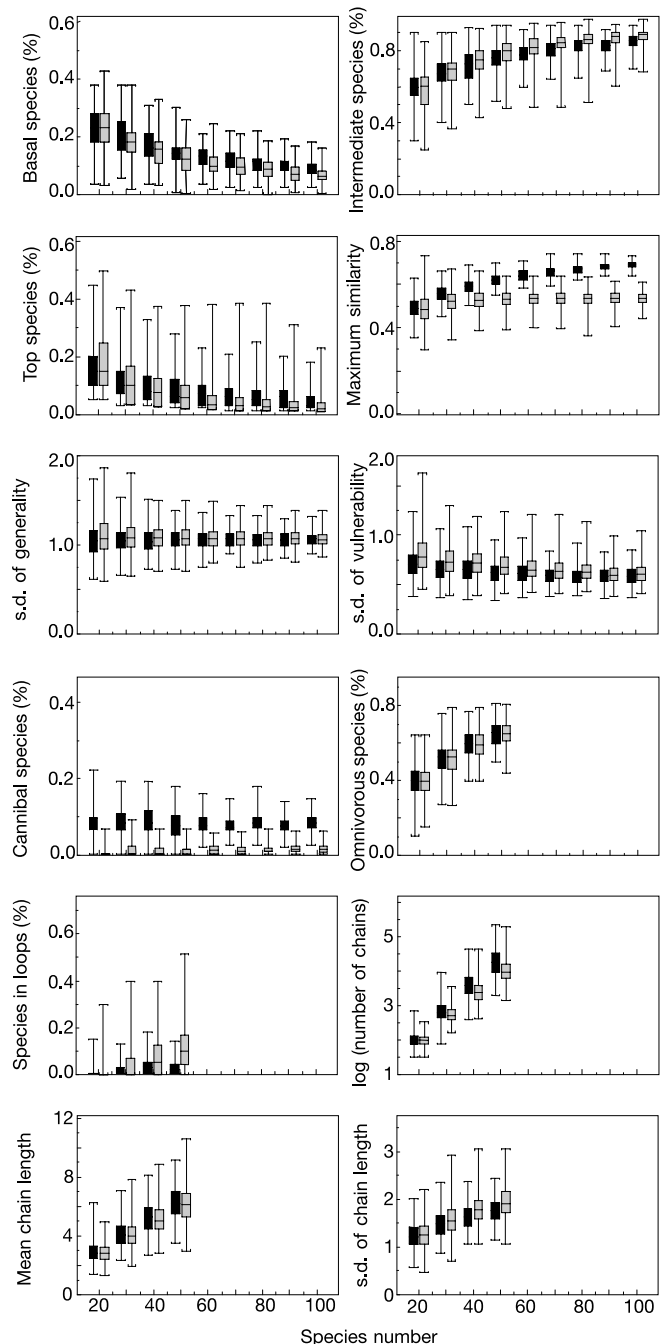 Basal species (%)
0.6
0.4
0.2
0.0
Intermediate species (%)
0.8
0.4
0.0
Top species (%)
0.6
0.4
0.2
0.0
Maximum similarity
0.8
0.4
0.0
s.d. of generality
2.0
1.0
0.0
s.d. of vulnerability
2.0
1.0
0.0
Cannibal species (%)
0.4
0.2
0.0
Omnivorous species (%)
0.8
0.4
0.0
Species in loops (%)
0.6
0.4
0.2
0.0
log (number of chains)
5
3
1
Mean chain length
12
8
4
0
s.d. of chain length
3
2
1
0
20 40 60 80 100
20 40 60 80 100
Species number